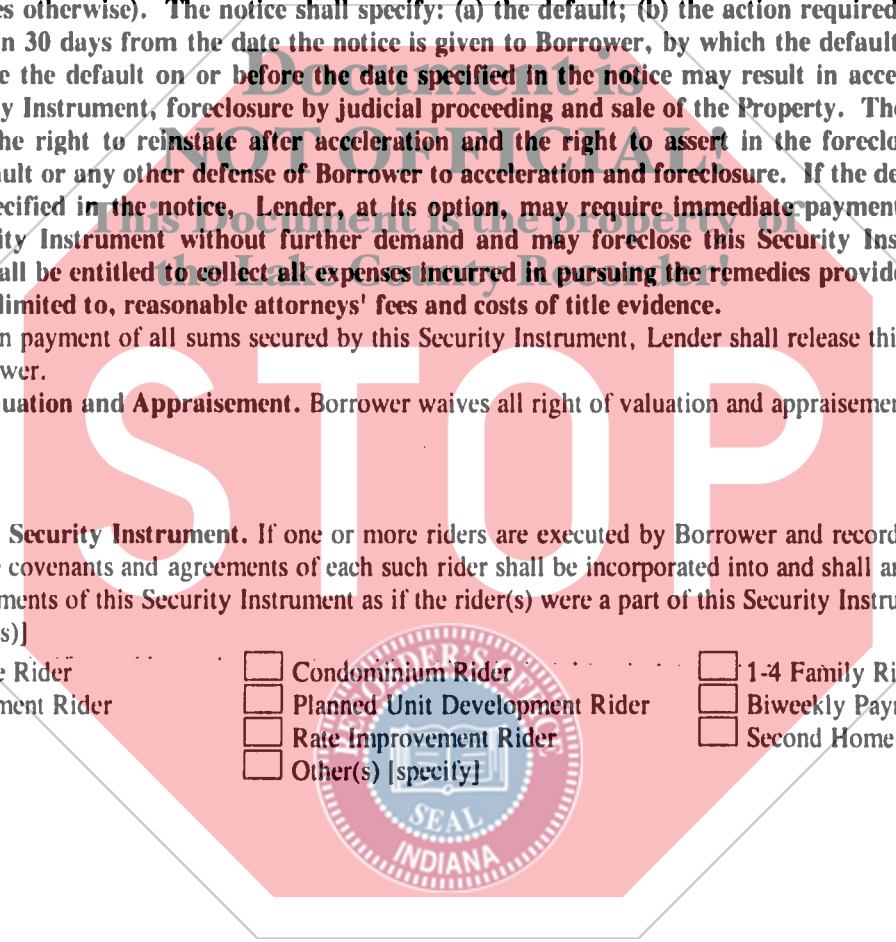 es otherwise). The notice shall specify: (a) the default; (b) the action required
n 30 days from the date the notice is given to Borrower, by which the default
e the default on or before the date specified in the notice may result in acce
y Instrument, foreclosure by judicial proceeding and sale of the Property. The
he right to reinstate after acceleration and the right to assert in the foreclo
ault or any other defense of Borrower to acceleration and foreclosure. If the de
ecified in the notice, Lender, at its option, may require immediate payment
ity Instrument without further demand and may foreclose this Security Ins
all be entitled to collect all expenses incurred in pursuing the remedies provide
limited to, reasonable attorneys' fees and costs of title evidence.
n payment of all sums secured by this Security Instrument, Lender shall release thi
wer.
uation and Appraisement. Borrower waives all right of valuation and appraisemen
Security Instrument. If one or more riders are executed by Borrower and record
covenants and agreements of each such rider shall be incorporated into and shall a
ments of this Security Instrument as if the rider(s) were a part of this Security Instru
s)]
e Rider Condominium Rider 1-4 Family Ri
ment Rider Planned Unit Development Rider Biweekly Payr
Rate Improvement Rider Second Home
Other(s) [specify]
Document is
NOT OFFICIAL!
This Document is the property of
the Lake County Recorder!
STOP
RECORDER'S OFFICE
SEAL
INDIANA